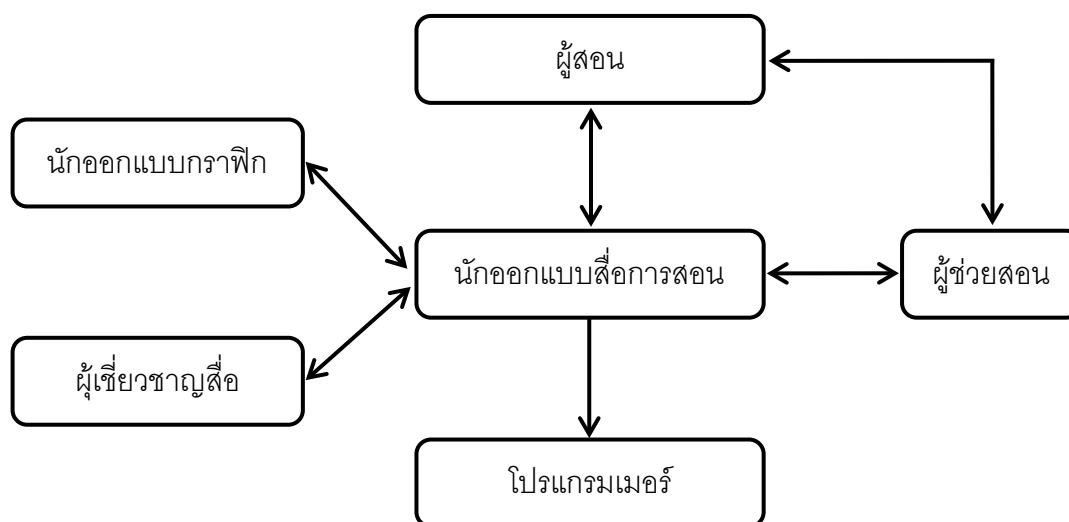 ผู้สอน
นักออกแบบกราฟิก
นักออกแบบสื่อการสอน
ผู้ช่วยสอน
ผุ้เชี่ยวชาญสื่อ
โปรแกรมเมอร์